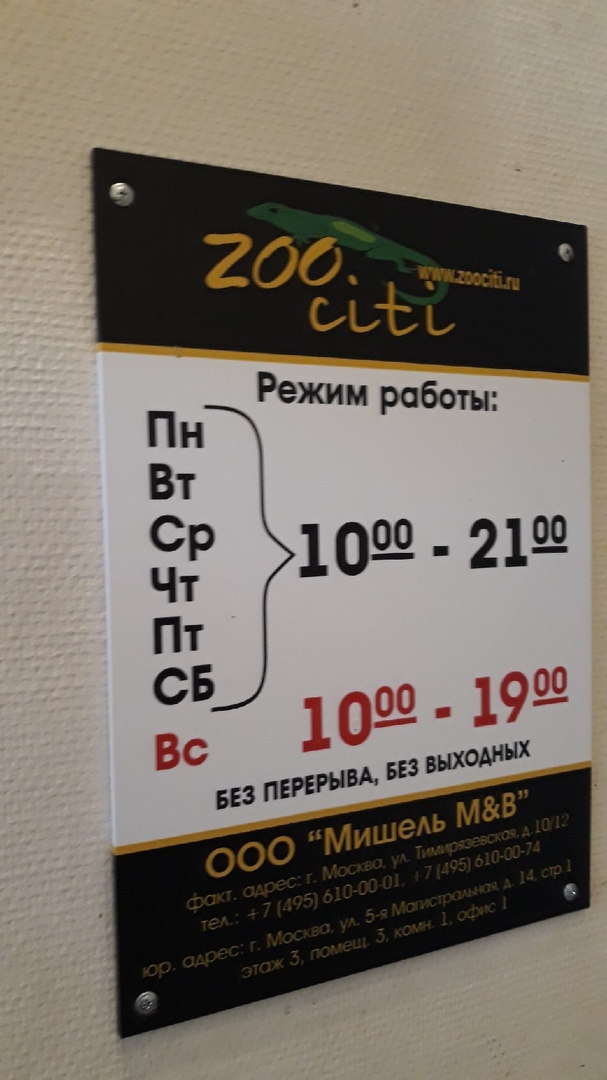 ZOO
www.zoociti.ru
citi
Режим работы:
Пн
Вт
Ср
Чт
Пт
СБ
10⁰⁰ - 21⁰⁰
Вс 10⁰⁰ - 19⁰⁰
БЕЗ ПЕРЕРЫВА, БЕЗ ВЫХОДНЫХ
ООО “Мишель М&В”
факт. адрес: г. Москва, ул. Тимирязевская, д.10/12
тел.: +7 (495) 610-00-01. +7 (495) 610-00-74
юр. адрес: г. Москва, ул. 5-я Магистральная, д. 14, стр.1
этаж 3, помещ. 3, комн. 1, офис 1